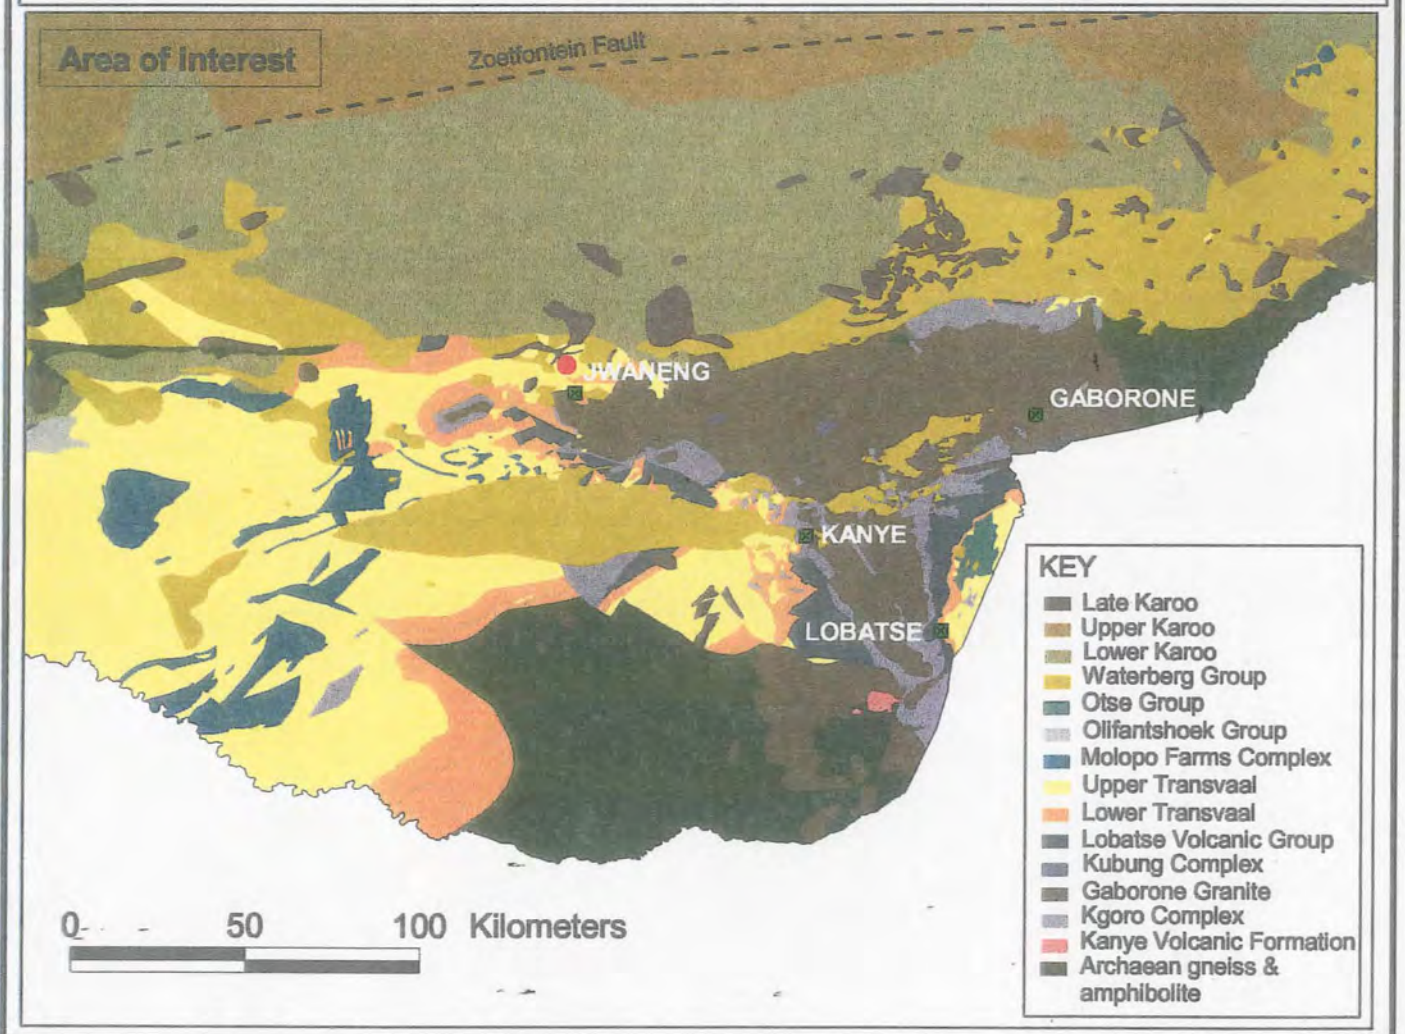 Area of Interest
Zoetfontein Fault
JWANENG
GABORONE
KANYE
LOBATSE
KEY
Late Karoo
Upper Karoo
Lower Karoo
Waterberg Group
Otse Group
Olifantshoek Group
Molopo Farms Complex
Upper Transvaal
Lower Transvaal
Lobatse Volcanic Group
Kubung Complex
Gaborone Granite
Kgoro Complex
Kanye Volcanic Formation
Archaean gneiss &
amphibolite
0 50 100 Kilometers